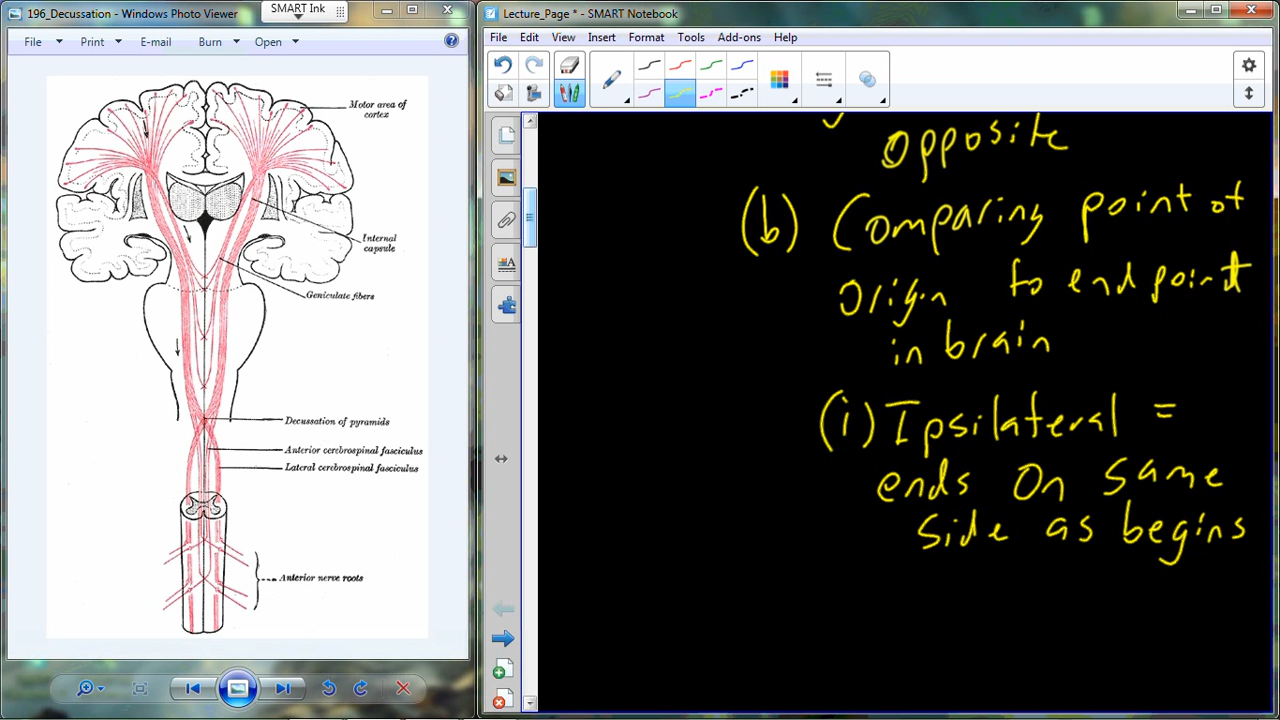 196_Decussation - Windows Photo Viewer
SMART Ink
File Print E-mail Burn Open
Motor area of
cortex
Internal
capsule
Geniculate fibers
Decussation of pyramids
Anterior cerebrospinal fasciculus
Lateral cerebrospinal fasciculus
Anterior nerve roots
Lecture_Page * - SMART Notebook
File Edit View Insert Format Tools Add-ons Help
Opposite
(b) Comparing point of
Origin to end point
in brain
(i) Ipsilateral =
ends On same
side as begins